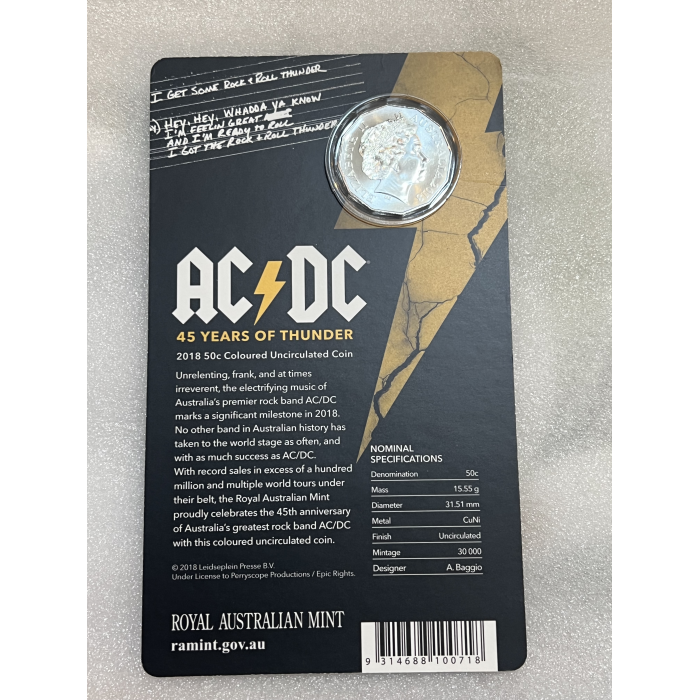 I GET SOME ROCK + ROLL THUNDER
HEY, HEY, WHADDA YA KNOW
I'M FEELIN GREAT
AND I'M READY TO ROLL
I GOT THE ROCK + ROLL THUNDER
AC DC
45 YEARS OF THUNDER
2018 50c Coloured Uncirculated Coin
Unrelenting, frank, and at times
irreverent, the electrifying music of
Australia's premier rock band AC/DC
marks a significant milestone in 2018.
No other band in Australian history has
taken to the world stage as often, and
with as much success as AC/DC.
With record sales in excess of a hundred
million and multiple world tours under
their belt, the Royal Australian Mint
proudly celebrates the 45th anniversary
of Australia's greatest rock band AC/DC
with this coloured uncirculated coin.
© 2018 Leidseplein Presse B.V.
Under License to Perryscope Productions / Epic Rights.
NOMINAL
SPECIFICATIONS
Denomination 50c
Mass 15.55 g
Diameter 31.51 mm
Metal CuNi
Finish Uncirculated
Mintage 30 000
Designer A. Baggio
ROYAL AUSTRALIAN MINT
ramint.gov.au
9 314688 100718